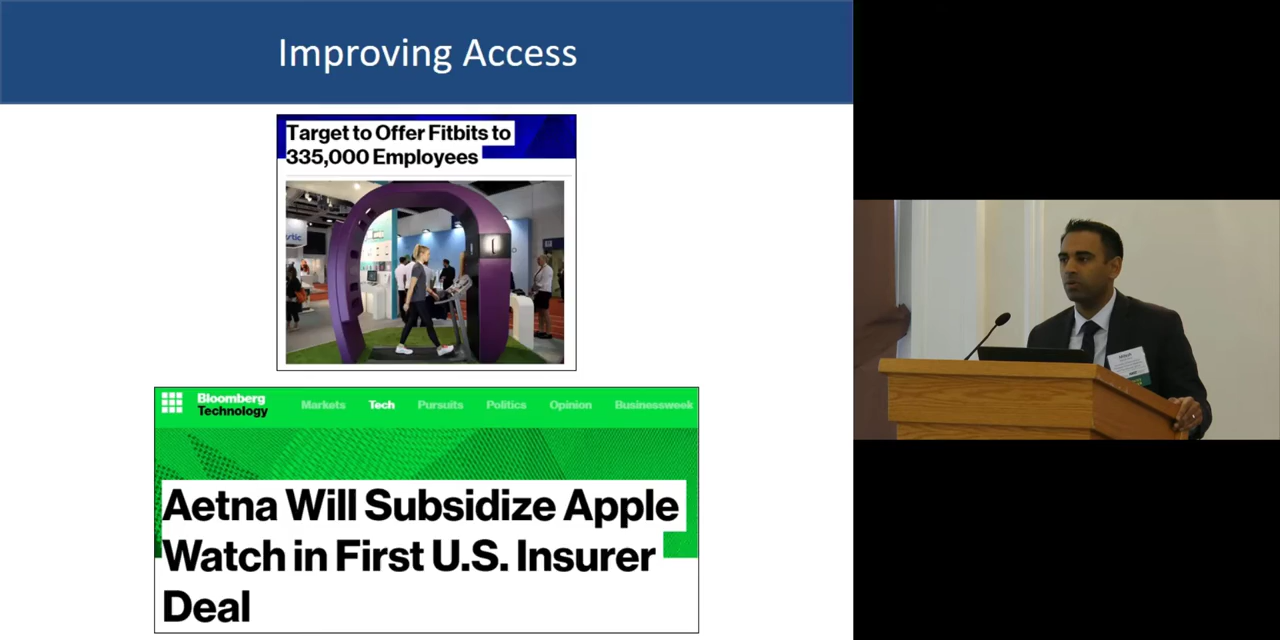 Improving Access
Target to Offer Fitbits to
335,000 Employees
Bloomberg
Technology
Markets Tech Pursuits Politics Opinion Businessweek
Aetna Will Subsidize Apple
Watch in First U.S. Insurer
Deal